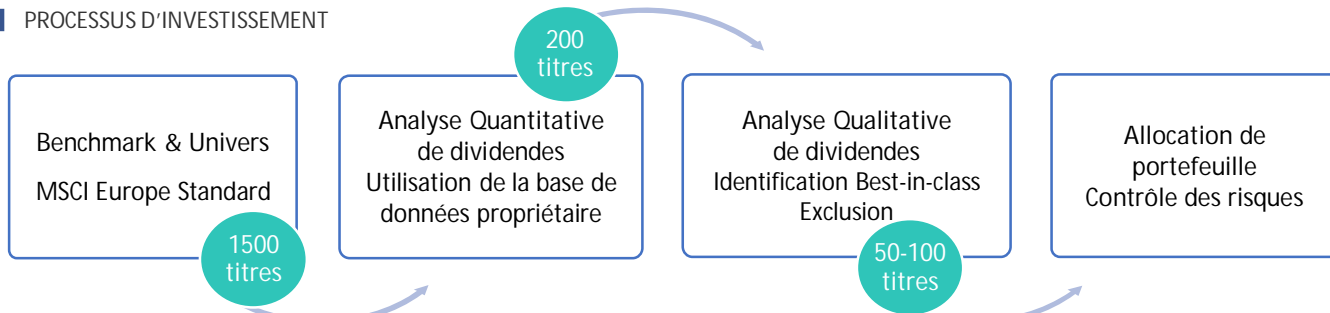 PROCESSUS D'INVESTISSEMENT
Benchmark & Univers
MSCI Europe Standard
1500
titres
Analyse Quantitative
de dividendes
Utilisation de la base de
données propriétaire
200
titres
Analyse Qualitative
de dividendes
Identification Best-in-class
Exclusion
50-100
titres
Allocation de
portefeuille
Contrôle des risques